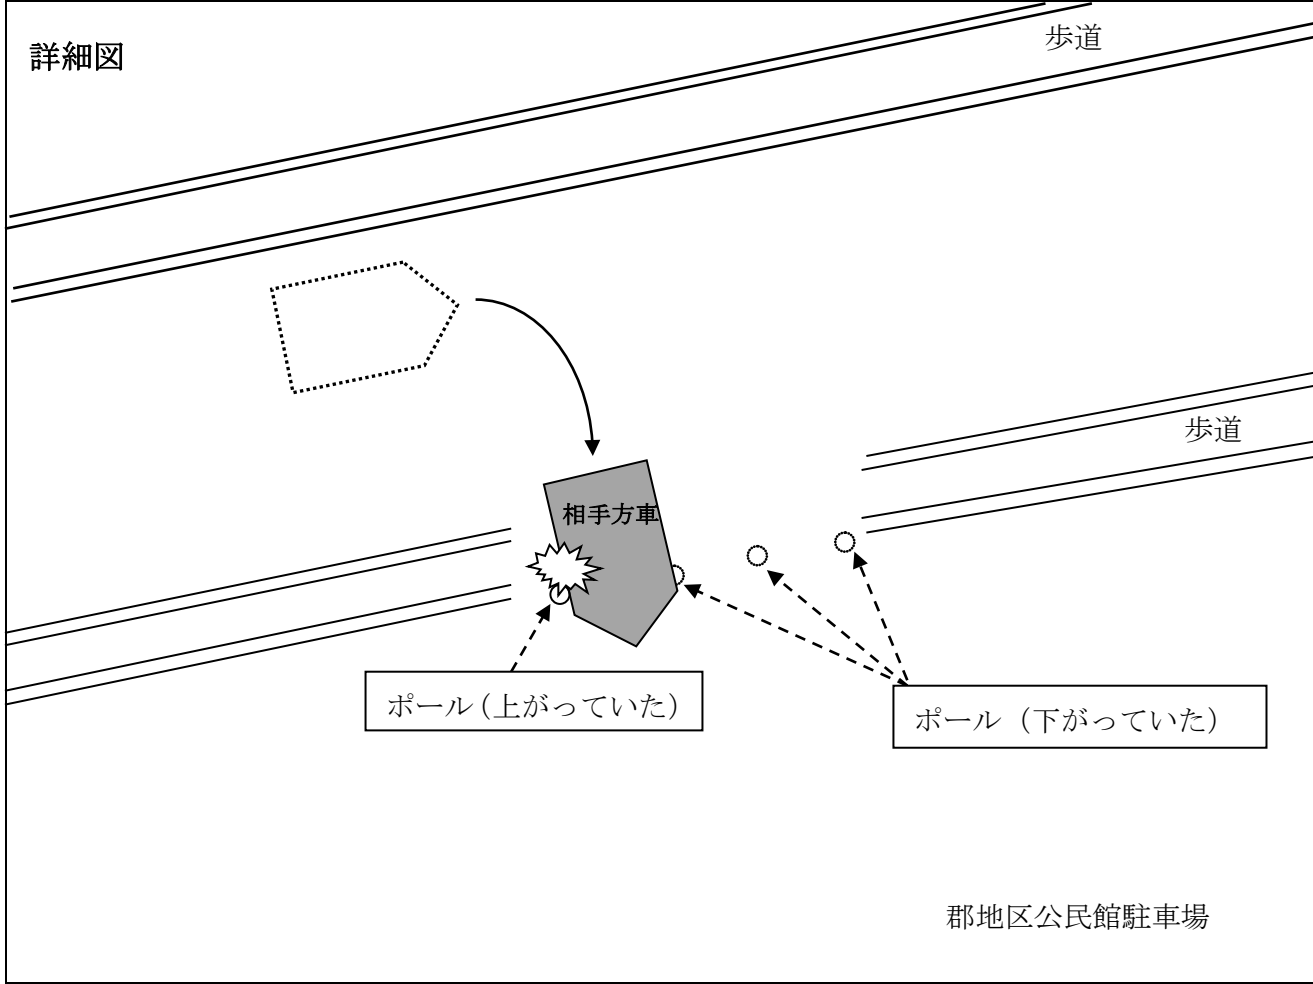 詳細図
歩道
歩道
相手方車
ポール(上がっていた)
ポール（下がっていた）
郡地区公民館駐車場